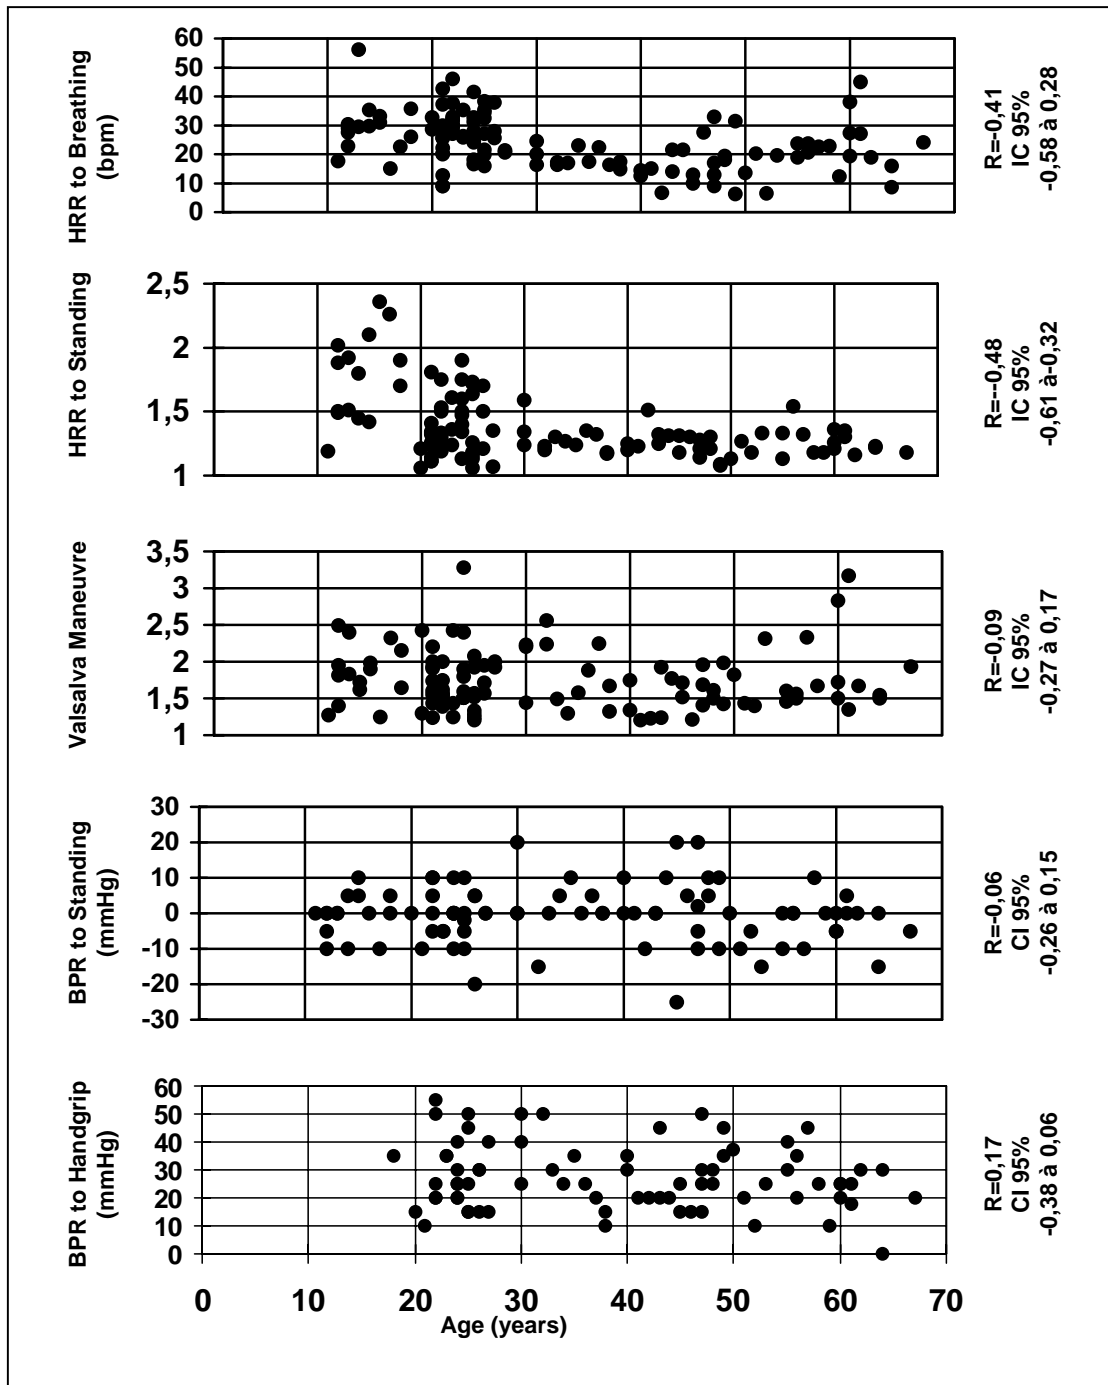 HRR to Breathing
(bpm)
60
50
40
30
20
10
0
R=-0,41
IC 95%
-0,58 à 0,28
HRR to Standing
2,5
2
1,5
1
R=--0,48
IC 95%
-0,61 à-0,32
Valsalva Maneuvre
3,5
3
2,5
2
1,5
1
R=-0,09
IC 95%
-0,27 à 0,17
BPR to Standing
(mmHg)
30
20
10
0
-10
-20
-30
R=-0,06
CI 95%
-0,26 à 0,15
BPR to Handgrip
(mmHg)
60
50
40
30
20
10
0
R=0,17
CI 95%
-0,38 à 0,06
0 10 20 30 40 50 60 70
Age (years)